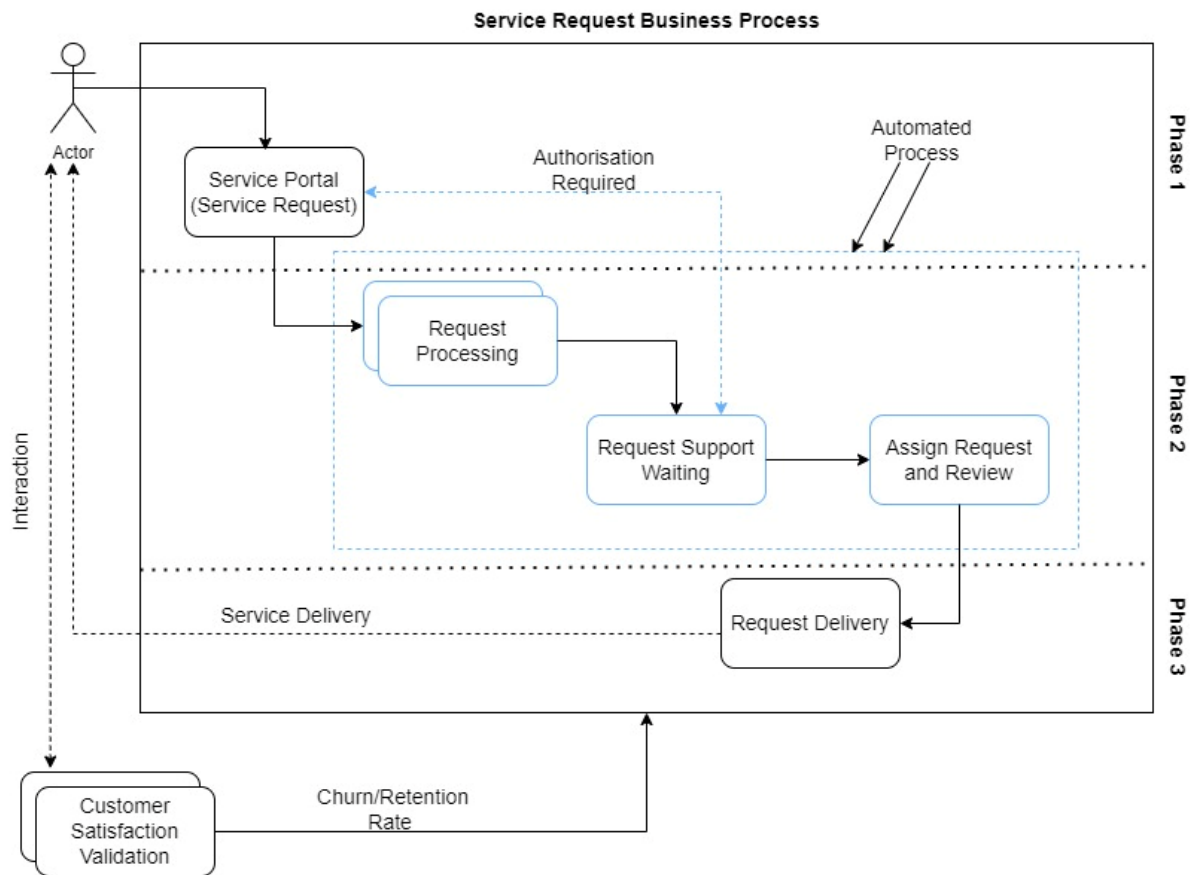 Service Request Business Process
Actor
Phase 1
Automated
Process
Authorisation
Required
Service Portal
(Service Request)
Request
Processing
Phase 2
Request Support
Waiting
Assign Request
and Review
Interaction
Service Delivery
Request Delivery
Phase 3
Customer
Satisfaction
Validation
Churn/Retention
Rate